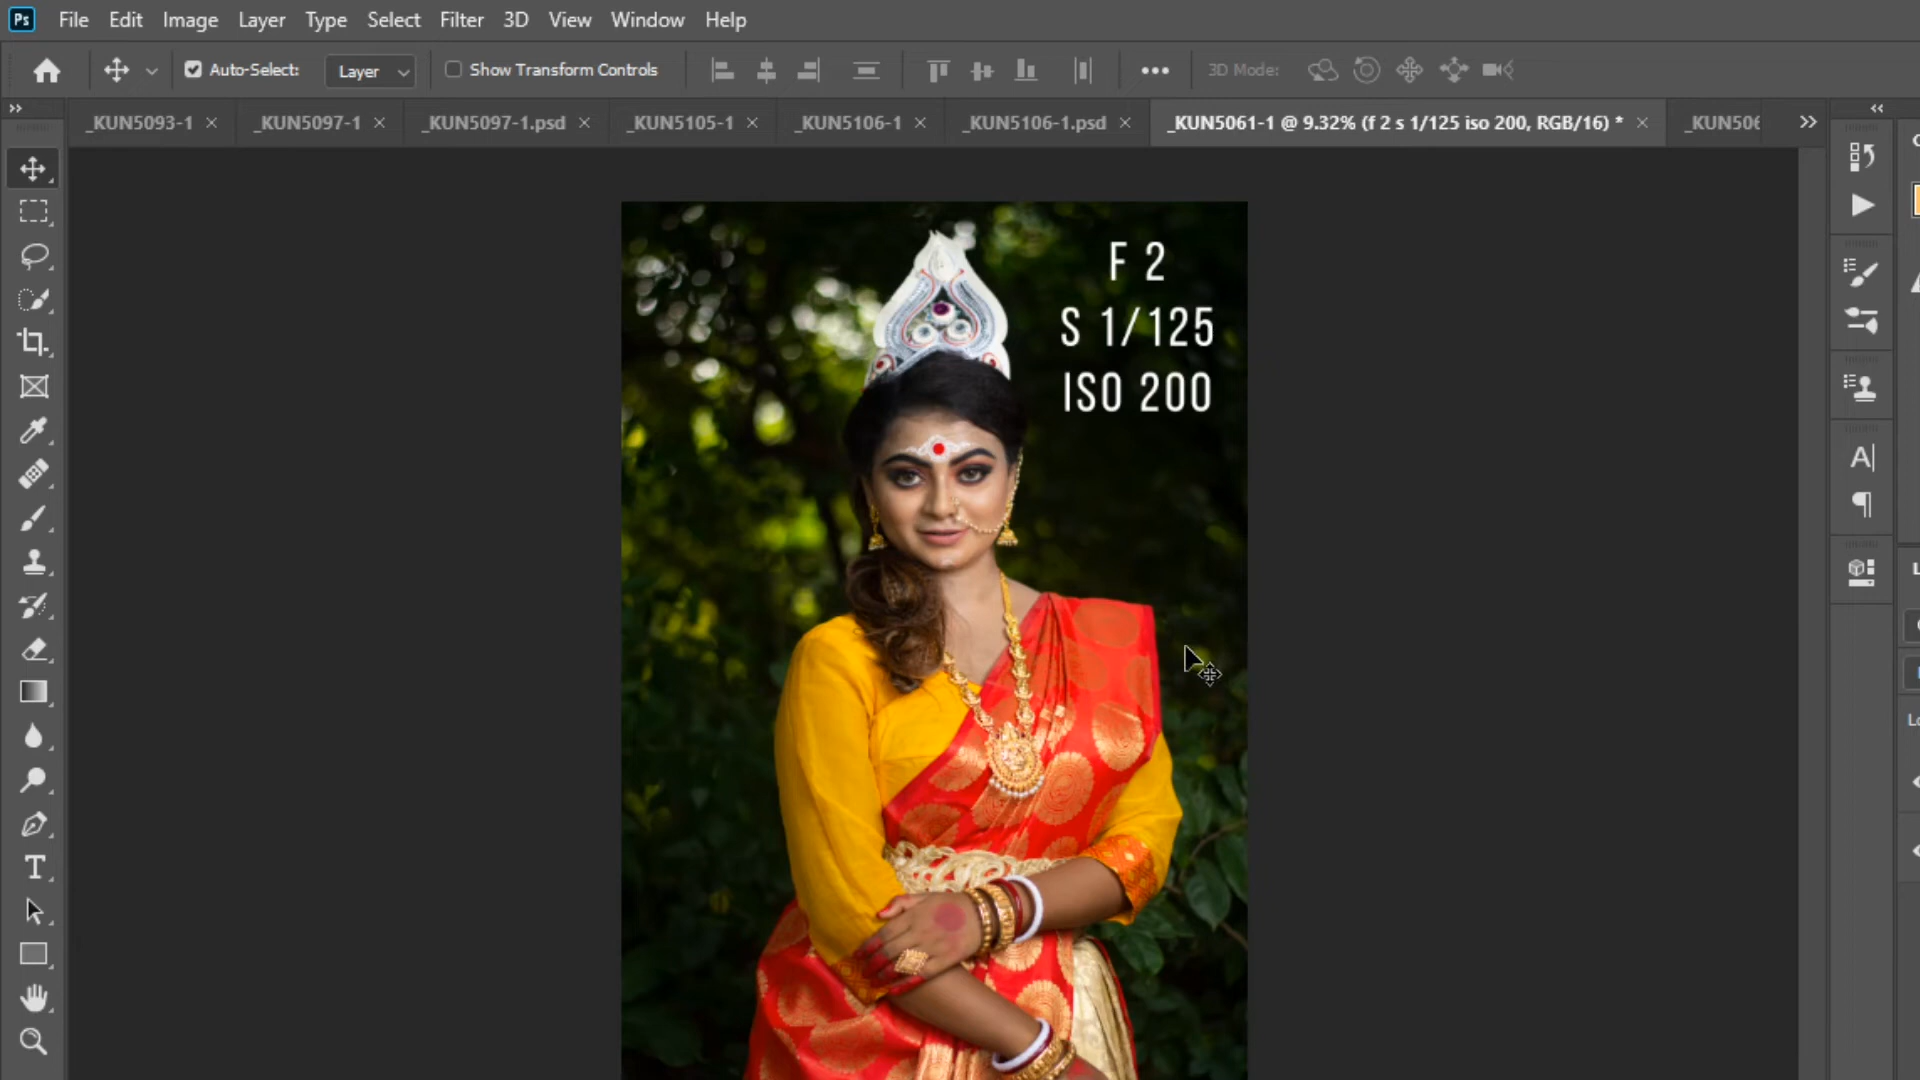 Ps File Edit Image Layer Type Select Filter 3D View Window Help
Auto-Select: Layer Show Transform Controls 3D Mode:
_KUN5093-1 _KUN5097-1 _KUN5097-1.psd _KUN5105-1 _KUN5106-1 _KUN5106-1.psd _KUN5061-1 @ 9.32% (f 2 s 1/125 iso 200, RGB/16) * _KUN506
F 2
S 1/125
ISO 200